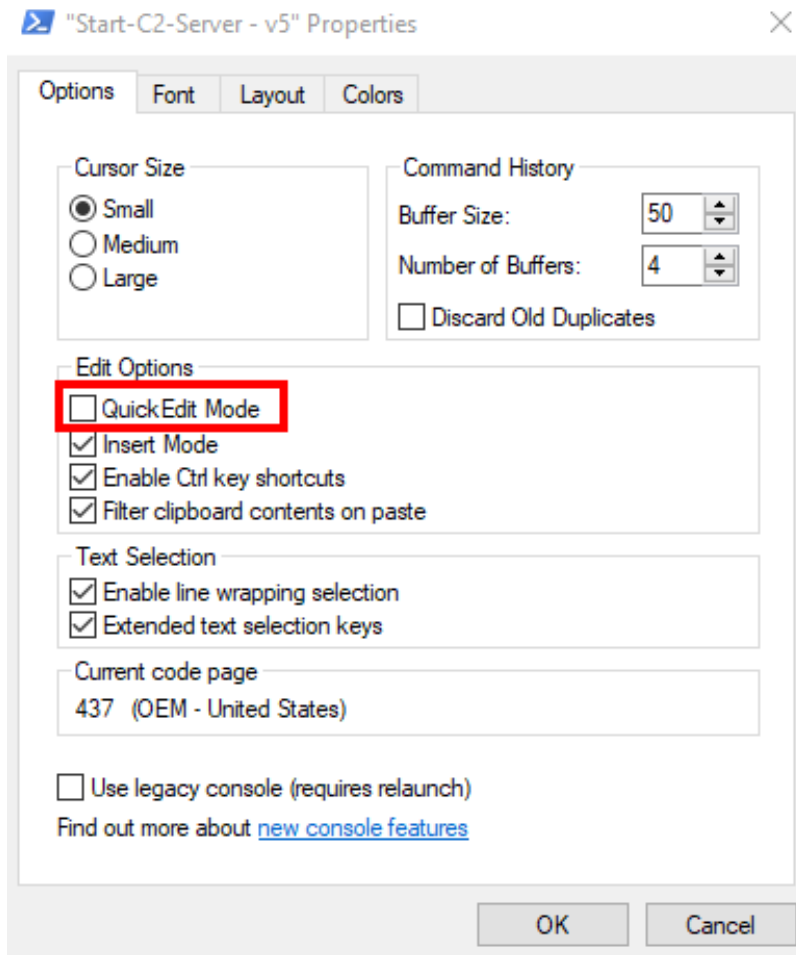 "Start-C2-Server - v5" Properties
Options Font Layout Colors
Cursor Size
Small
Medium
Large
Command History
Buffer Size: 50
Number of Buffers: 4
Discard Old Duplicates
Edit Options
QuickEdit Mode
Insert Mode
Enable Ctrl key shortcuts
Filter clipboard contents on paste
Text Selection
Enable line wrapping selection
Extended text selection keys
Current code page
437 (OEM - United States)
Use legacy console (requires relaunch)
Find out more about new console features
OK Cancel